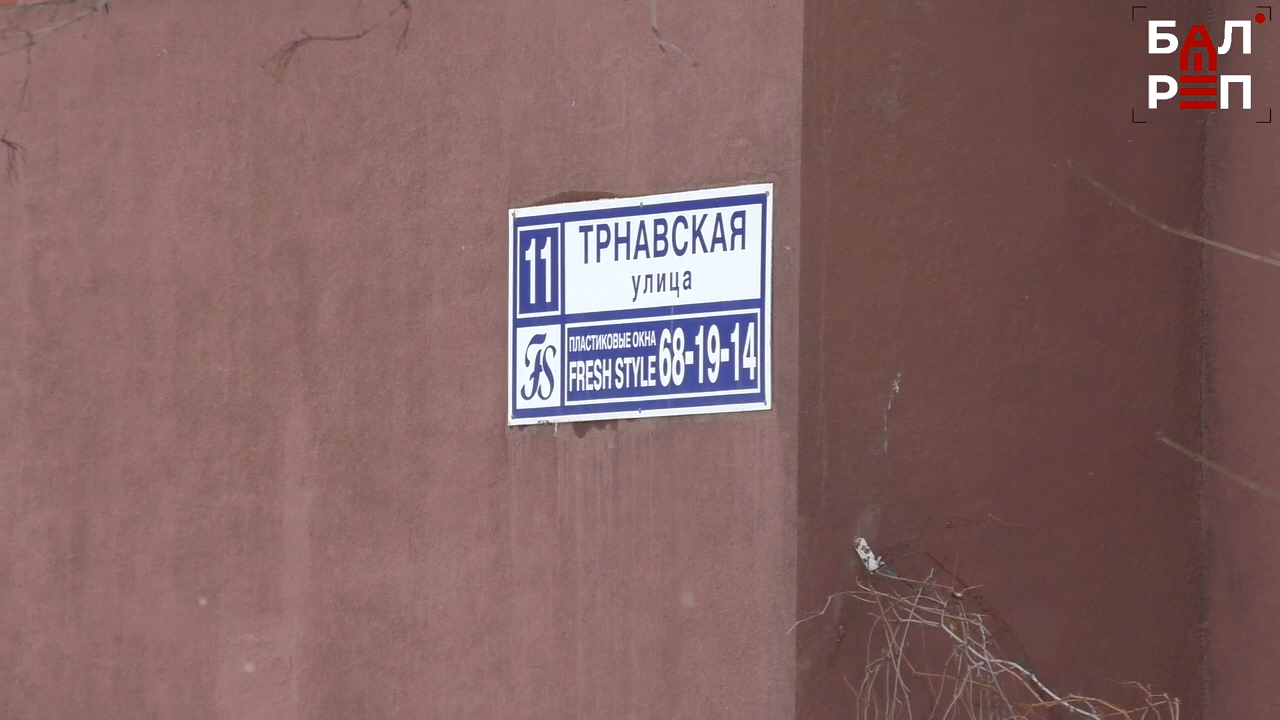 БАЛ
РЕП
11
ТРНАВСКАЯ
улица
FS
ПЛАСТИКОВЫЕ ОКНА
FRESH STYLE
68-19-14